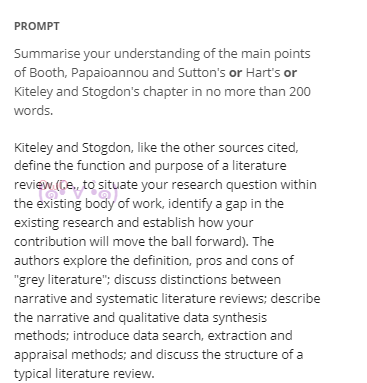 PROMPT
Summarise your understanding of the main points
of Booth, Papaioannou and Sutton's or Hart's or
Kiteley and Stogdon's chapter in no more than 200
words.
Kiteley and Stogdon, like the other sources cited,
define the function and purpose of a literature
review (i.e., to situate your research question within
the existing body of work, identify a gap in the
existing research and establish how your
contribution will move the ball forward). The
authors explore the definition, pros and cons of
"grey literature"; discuss distinctions between
narrative and systematic literature reviews; describe
the narrative and qualitative data synthesis
methods; introduce data search, extraction and
appraisal methods; and discuss the structure of a
typical literature review.